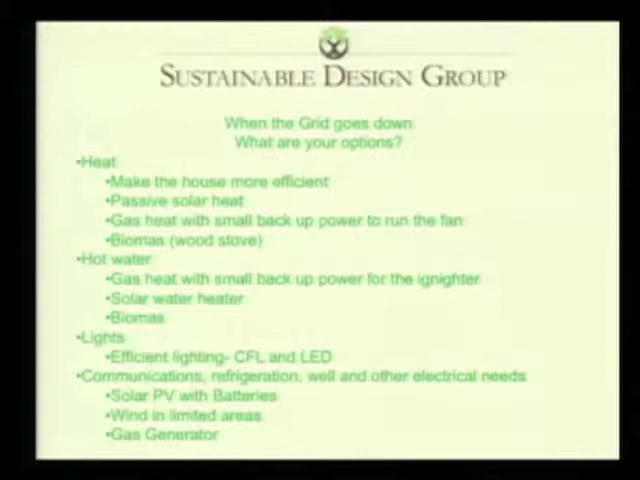 SUSTAINABLE DESIGN GROUP
When the Grid goes down
What are your options?
•Heat
•Make the house more efficient
•Passive solar heat
•Gas heat with small back up power to run the fan
•Biomas (wood stove)
•Hot water
•Gas heat with small back up power for the ignighter
•Solar water heater
•Biomas
•Lights
•Efficient lighting- CFL and LED
•Communications, refrigeration, well and other electrical needs
•Solar PV with Batteries
•Wind in limited areas
•Gas Generator